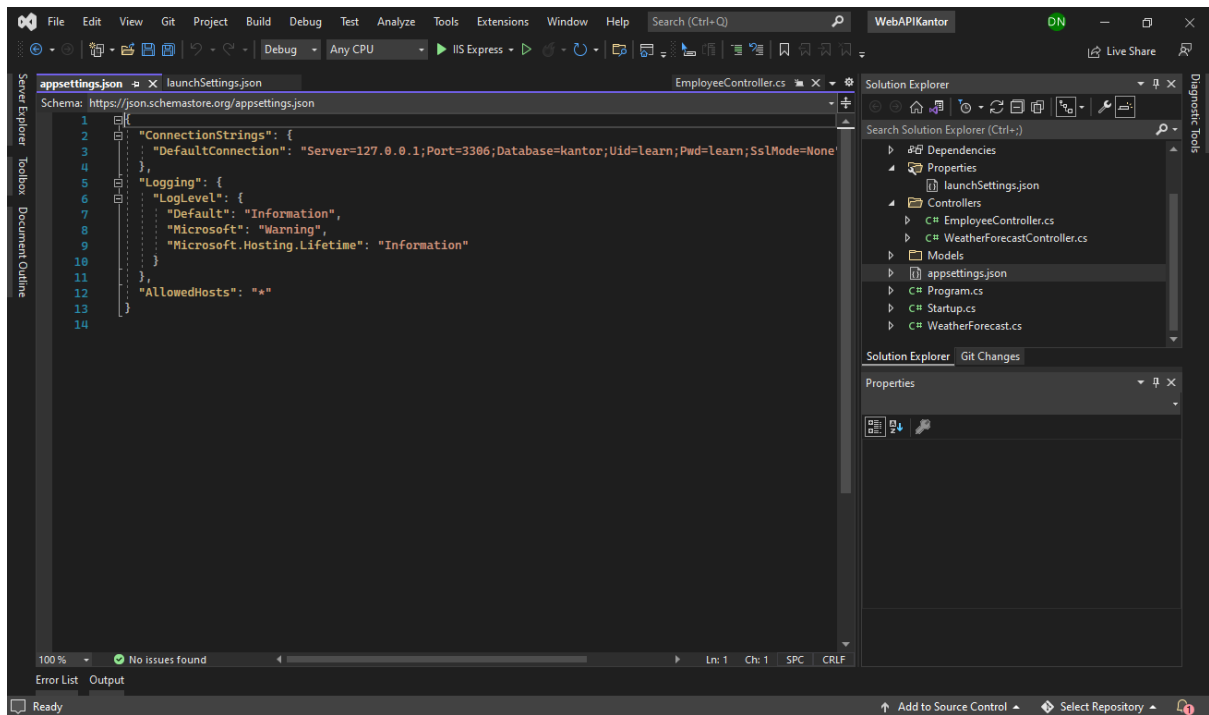 File Edit View Git Project Build Debug Test Analyze Tools Extensions Window Help Search (Ctrl+Q) WebAPIKantor DN
Debug Any CPU IIS Express Live Share
appsettings.json launchSettings.json EmployeeController.cs
Schema: https://json.schemastore.org/appsettings.json
1 {
2 "ConnectionStrings": {
3 "DefaultConnection": "Server=127.0.0.1;Port=3306;Database=kantor;Uid=learn;Pwd=learn;SslMode=None"
4 },
5 "Logging": {
6 "LogLevel": {
7 "Default": "Information",
8 "Microsoft": "Warning",
9 "Microsoft.Hosting.Lifetime": "Information"
10 }
11 },
12 "AllowedHosts": "*"
13 }
14
Server Explorer
Toolbox
Document Outline
Solution Explorer
Search Solution Explorer (Ctrl+;)
Dependencies
Properties
launchSettings.json
Controllers
C# EmployeeController.cs
C# WeatherForecastController.cs
Models
appsettings.json
C# Program.cs
C# Startup.cs
C# WeatherForecast.cs
Solution Explorer Git Changes
Properties
Diagnostic Tools
100 % No issues found Ln: 1 Ch: 1 SPC CRLF
Error List Output
Ready Add to Source Control Select Repository 1